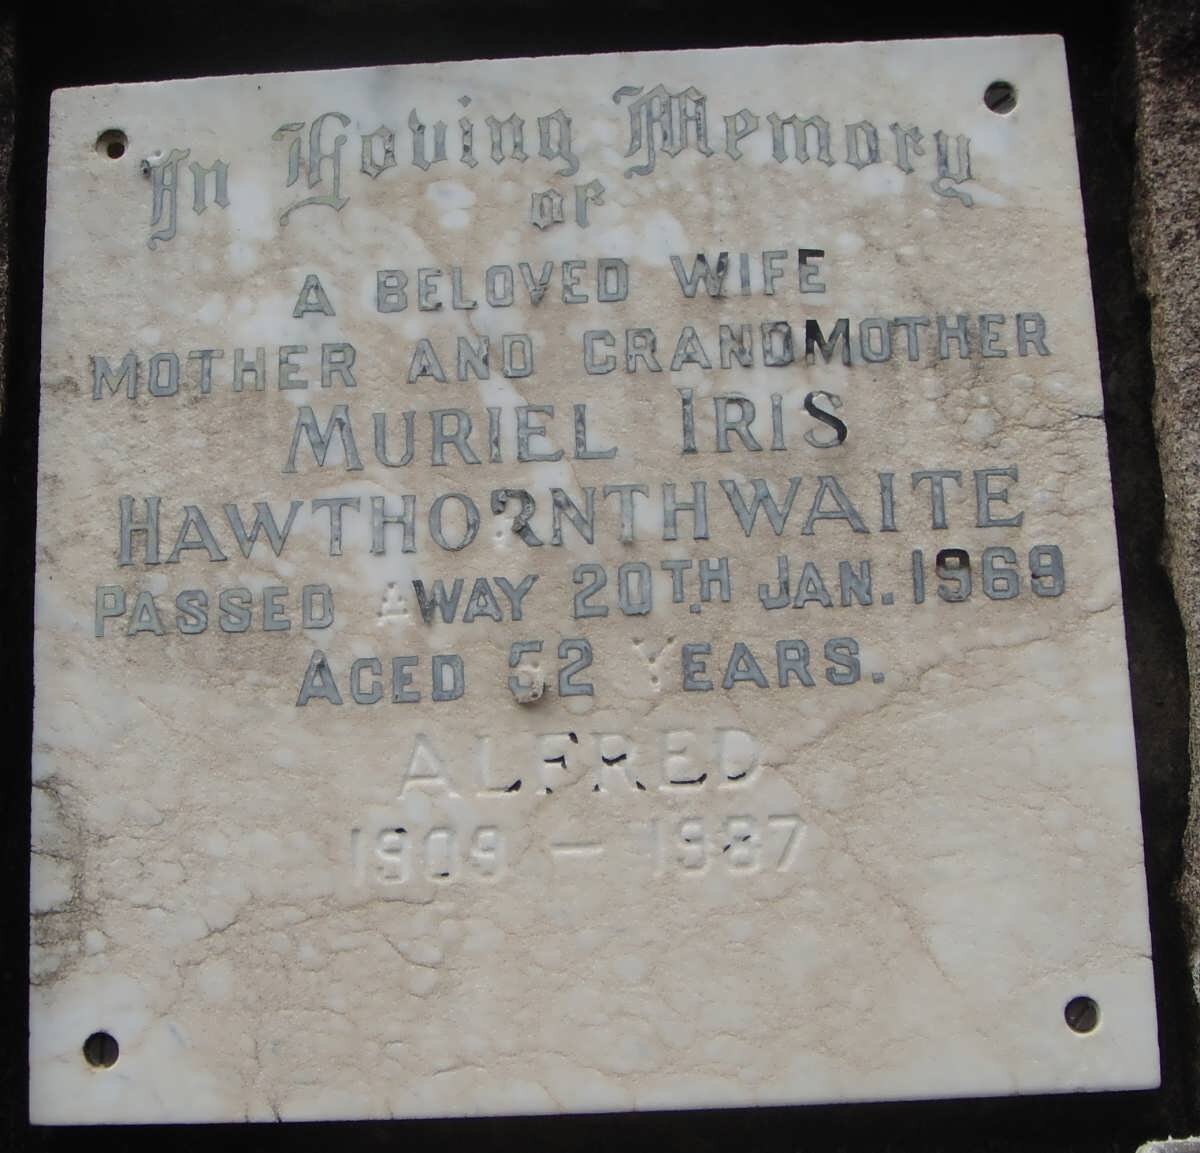 In Loving Memory
of
A BELOVED WIFE
MOTHER AND GRANDMOTHER
MURIEL IRIS
HAWTHORNTHWAITE
PASSED AWAY 20TH JAN. 1969
AGED 52 YEARS.
ALFRED
1909 – 1987